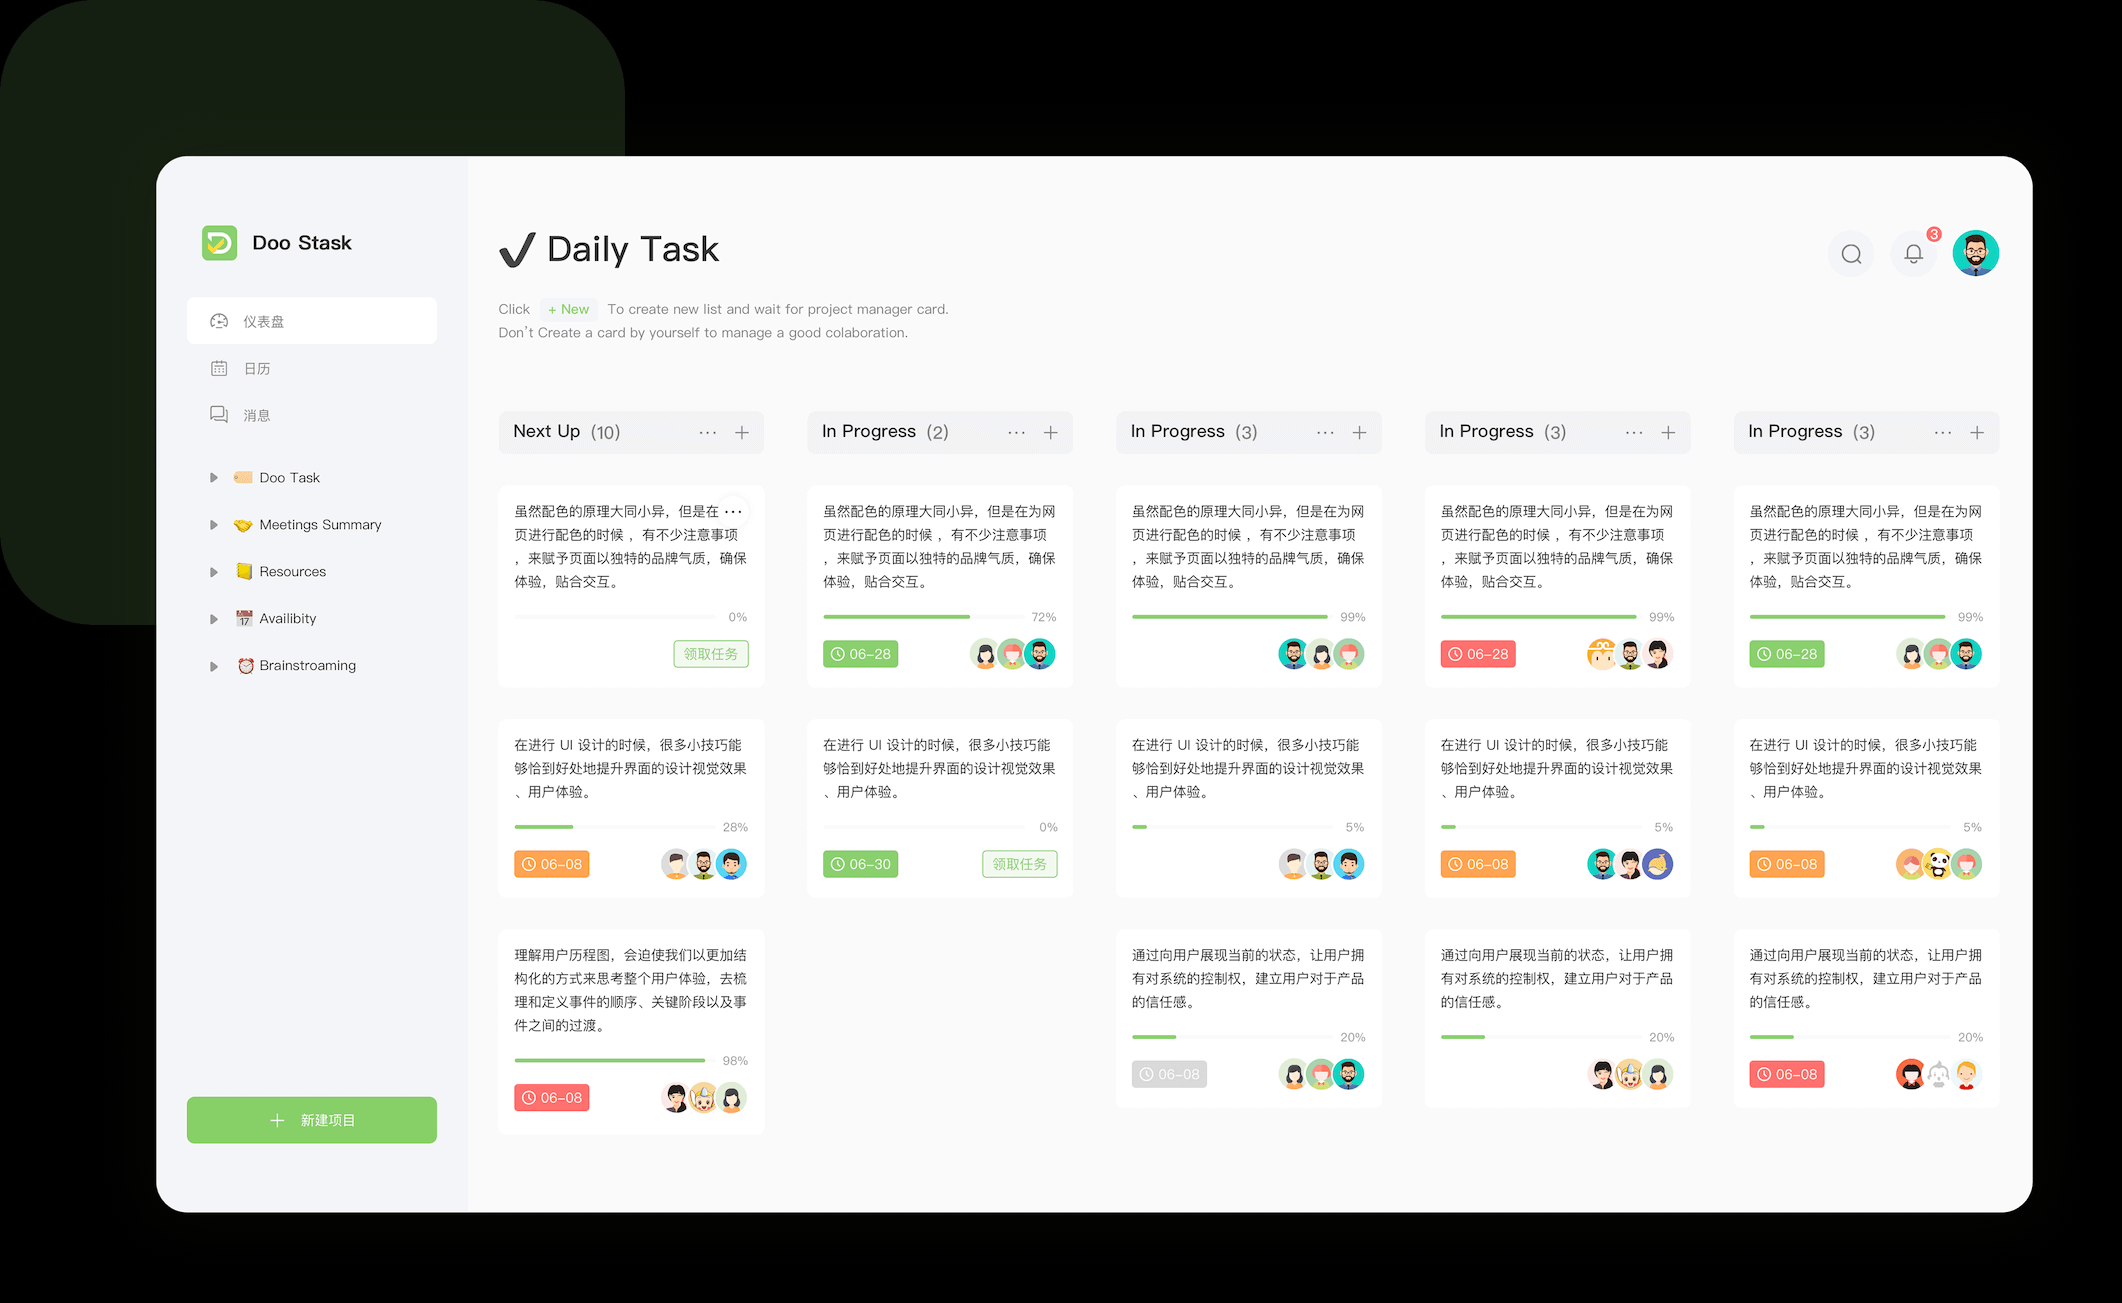 Doo Stask
仪表盘
日历
消息
Doo Task
Meetings Summary
Resources
17
Availibity
Brainstroaming
新建项目
Daily Task
3
Click + New To create new list and wait for project manager card.
Don't Create a card by yourself to manage a good colaboration.
Next Up (10)
虽然配色的原理大同小异，但是在
页进行配色的时候 ，有不少注意事项
，来赋予页面以独特的品牌气质，确保
体验，贴合交互。
0%
领取任务
在进行 UI 设计的时候，很多小技巧能
够恰到好处地提升界面的设计视觉效果
、用户体验。
28%
06-08
理解用户历程图，会迫使我们以更加结
构化的方式来思考整个用户体验，去梳
理和定义事件的顺序、关键阶段以及事
件之间的过渡。
98%
06-08
In Progress (2)
虽然配色的原理大同小异，但是在为网
页进行配色的时候 ，有不少注意事项
，来赋予页面以独特的品牌气质，确保
体验，贴合交互。
72%
06-28
在进行 UI 设计的时候，很多小技巧能
够恰到好处地提升界面的设计视觉效果
、用户体验。
0%
06-30
领取任务
In Progress (3)
虽然配色的原理大同小异，但是在为网
页进行配色的时候 ，有不少注意事项
，来赋予页面以独特的品牌气质，确保
体验，贴合交互。
99%
在进行 UI 设计的时候，很多小技巧能
够恰到好处地提升界面的设计视觉效果
、用户体验。
5%
通过向用户展现当前的状态，让用户拥
有对系统的控制权，建立用户对于产品
的信任感。
20%
06-08
In Progress (3)
虽然配色的原理大同小异，但是在为网
页进行配色的时候 ，有不少注意事项
，来赋予页面以独特的品牌气质，确保
体验，贴合交互。
99%
06-28
在进行 UI 设计的时候，很多小技巧能
够恰到好处地提升界面的设计视觉效果
、用户体验。
5%
06-08
通过向用户展现当前的状态，让用户拥
有对系统的控制权，建立用户对于产品
的信任感。
20%
In Progress (3)
虽然配色的原理大同小异，但是在为网
页进行配色的时候 ，有不少注意事项
，来赋予页面以独特的品牌气质，确保
体验，贴合交互。
99%
06-28
在进行 UI 设计的时候，很多小技巧能
够恰到好处地提升界面的设计视觉效果
、用户体验。
5%
06-08
通过向用户展现当前的状态，让用户拥
有对系统的控制权，建立用户对于产品
的信任感。
20%
06-08